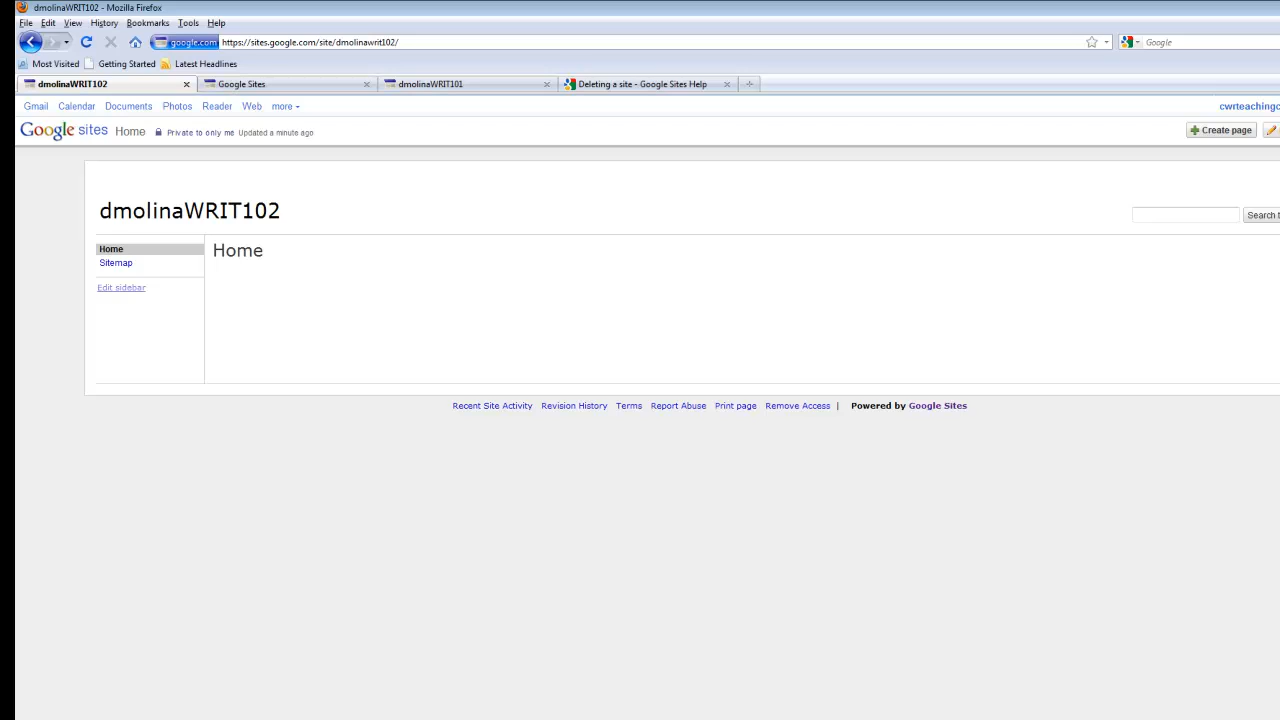 dmolinaWRIT102 - Mozilla Firefox
File Edit View History Bookmarks Tools Help
google.com https://sites.google.com/site/dmolinawrit102/ Google
Most Visited Getting Started Latest Headlines
dmolinaWRIT102 Google Sites dmolinaWRIT101 Deleting a site - Google Sites Help
Gmail Calendar Documents Photos Reader Web more cwrteachingc
Google sites Home Private to only me Updated a minute ago Create page
dmolinaWRIT102
Search t
Home
Home
Sitemap
Edit sidebar
Recent Site Activity Revision History Terms Report Abuse Print page Remove Access | Powered by Google Sites